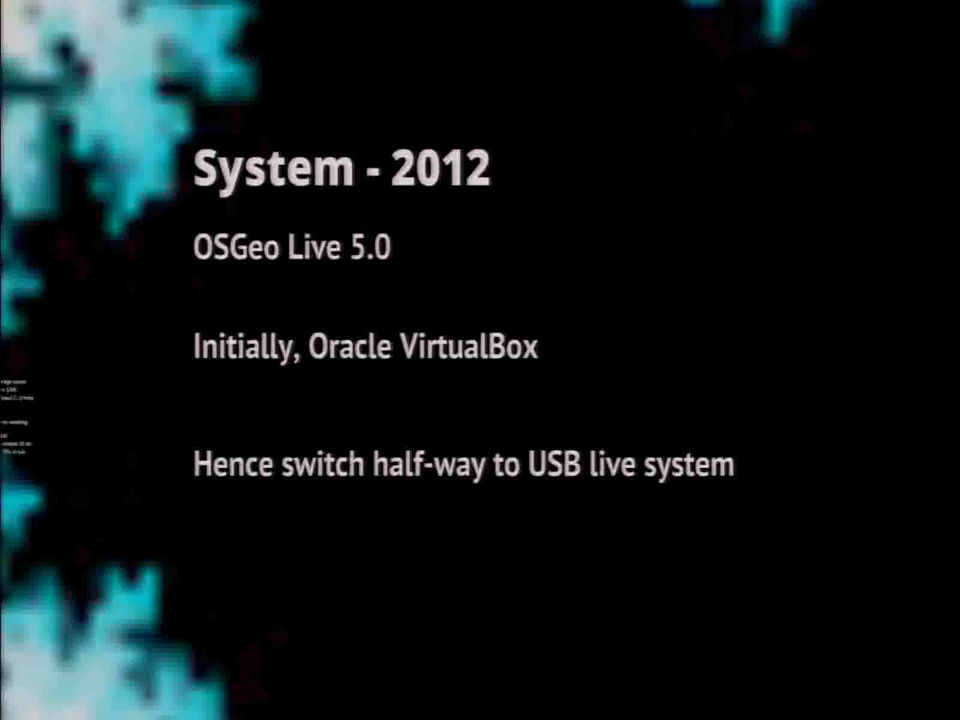 System - 2012
OSGeo Live 5.0
Initially, Oracle VirtualBox
Hence switch half-way to USB live system